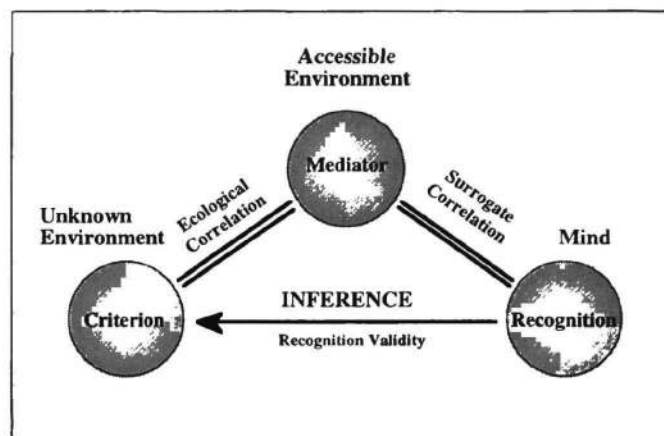 Accessible
Environment
Mediator
Ecological
Correlation
Surrogate
Correlation
Unknown
Environment
Mind
Criterion
INFERENCE
Recognition
Recognition Validity